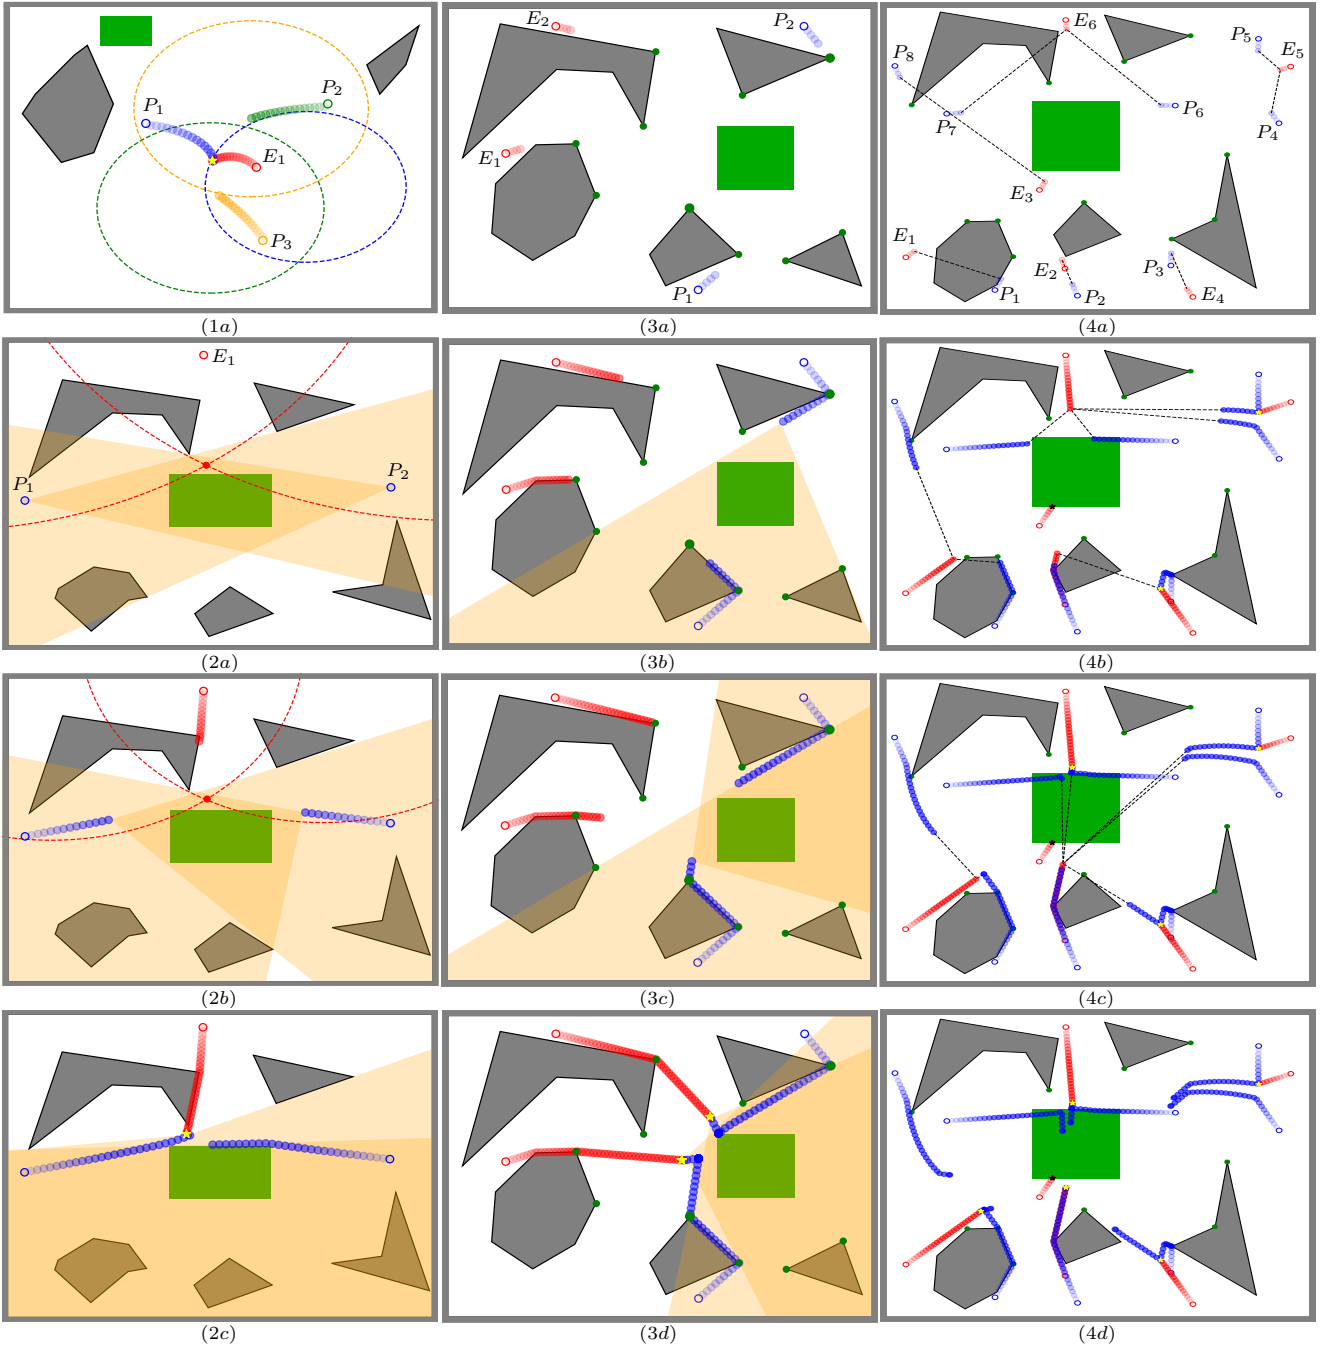 P1
P2
E1
P3
(1a)
E2
P2
E1
P1
(3a)
E6
P8
P5
E5
P7
P6
P4
E3
E1
E2
P3
P1
P2
E4
(4a)
E1
P1
P2
(2a)
(3b)
(4b)
(2b)
(3c)
(4c)
(2c)
(3d)
(4d)